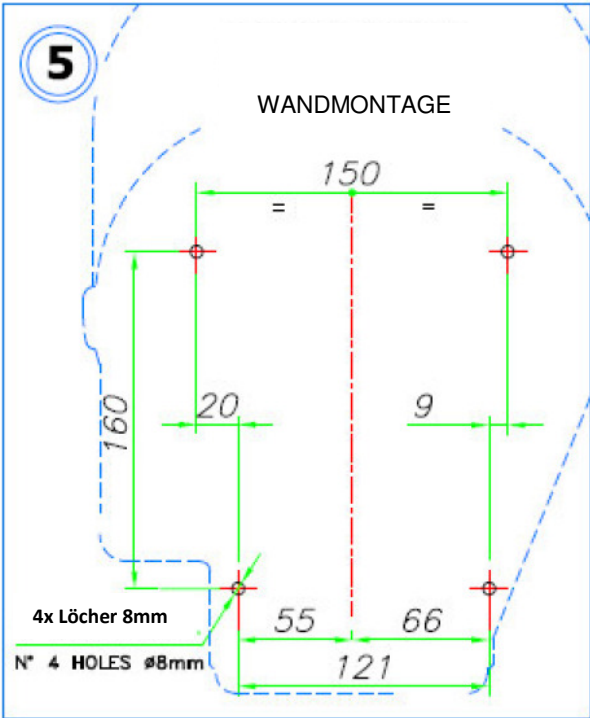 5
WANDMONTAGE
150
= =
20 9
160
4x Löcher 8mm
55 66
N° 4 HOLES ø8mm
121